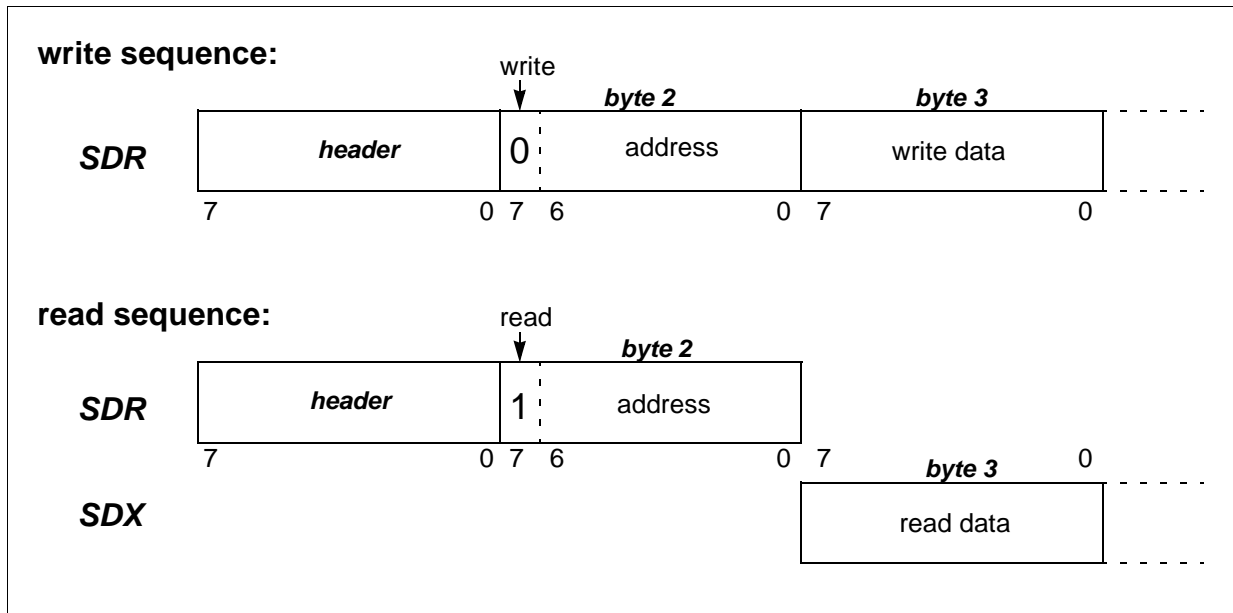 write sequence:
write
byte 2 byte 3
SDR header 0 address write data
7 0 7 6 0 7 0
read sequence:
read
byte 2
SDR header 1 address
7 0 7 6 0 7 0
byte 3
SDX read data